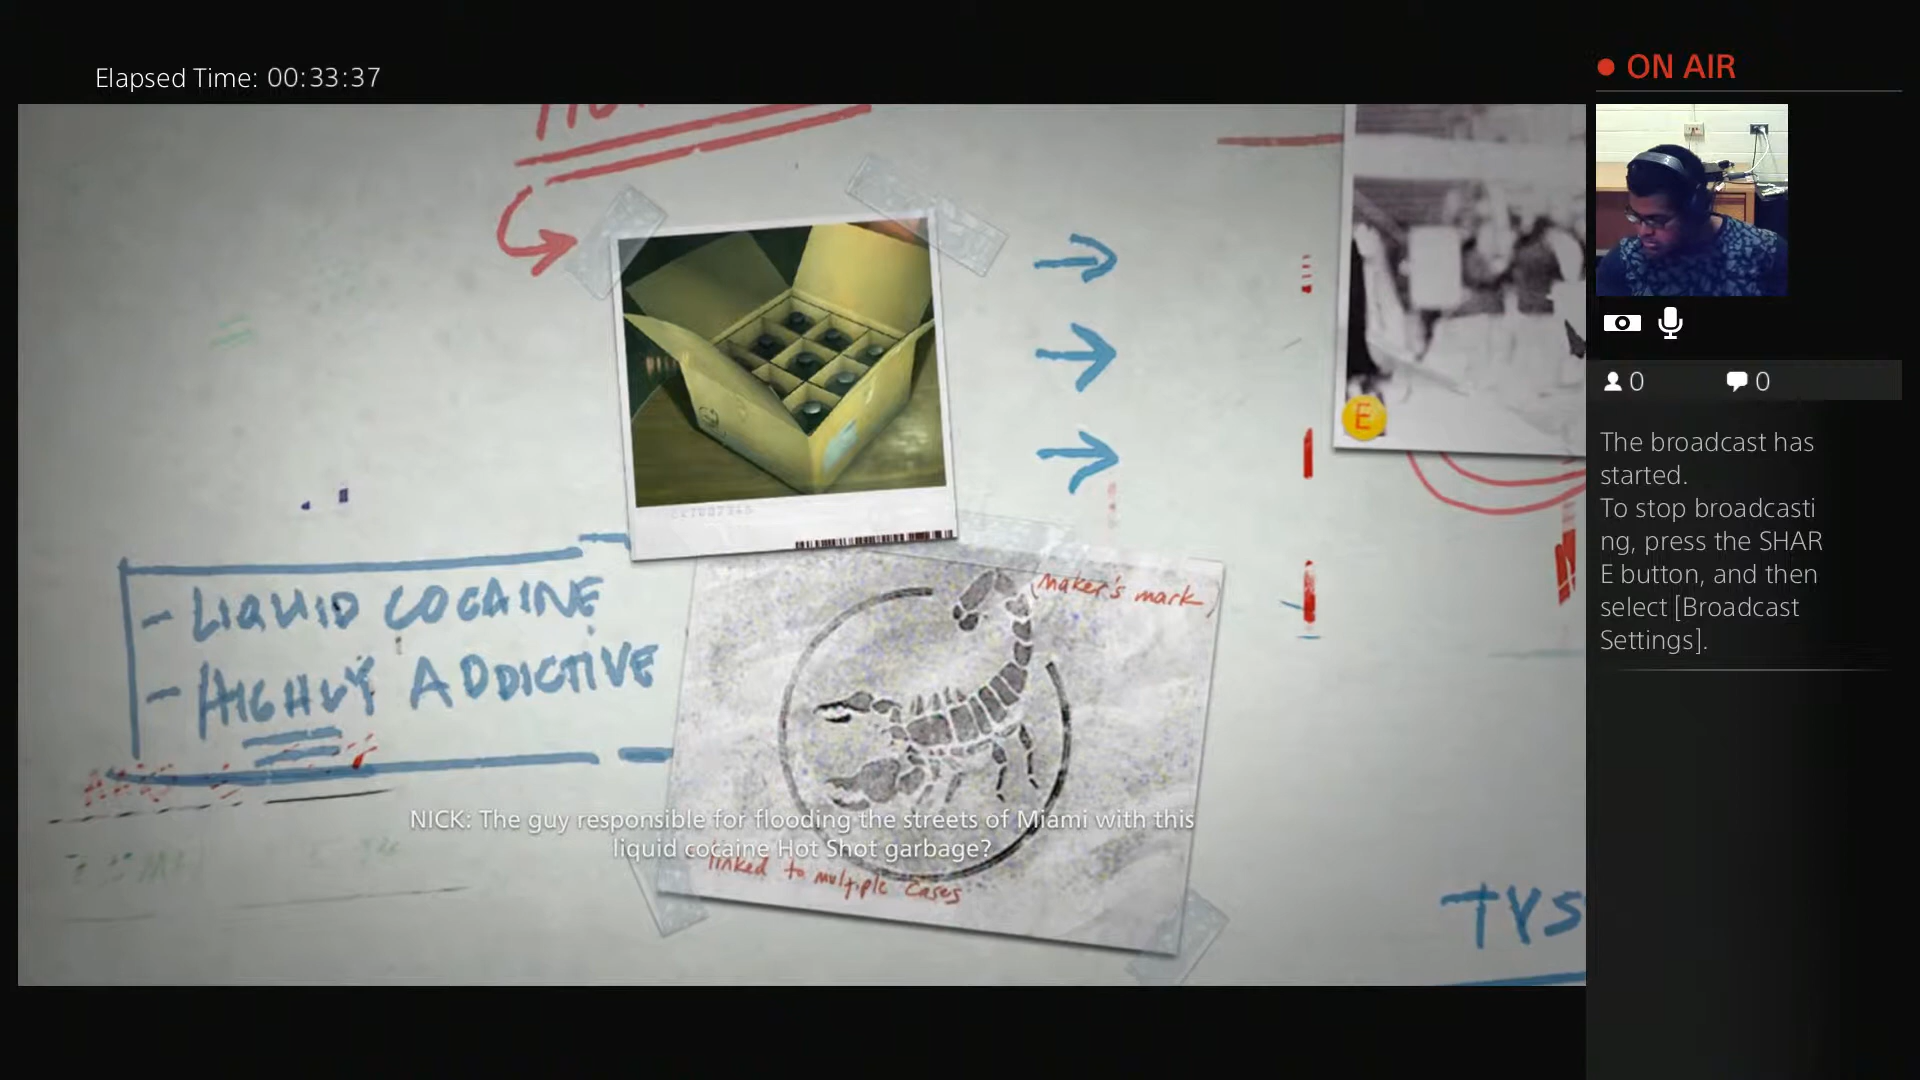 Elapsed Time: 00:33:37
ON AIR
0
0
The broadcast has
started.
To stop broadcasti
ng, press the SHAR
E button, and then
select [Broadcast
Settings].
E
- LIQUID COCAINE
- HIGHLY ADDICTIVE
(maker's mark)
NICK: The guy responsible for flooding the streets of Miami with this
liquid cocaine Hot Shot garbage?
linked to multiple cases
TYS